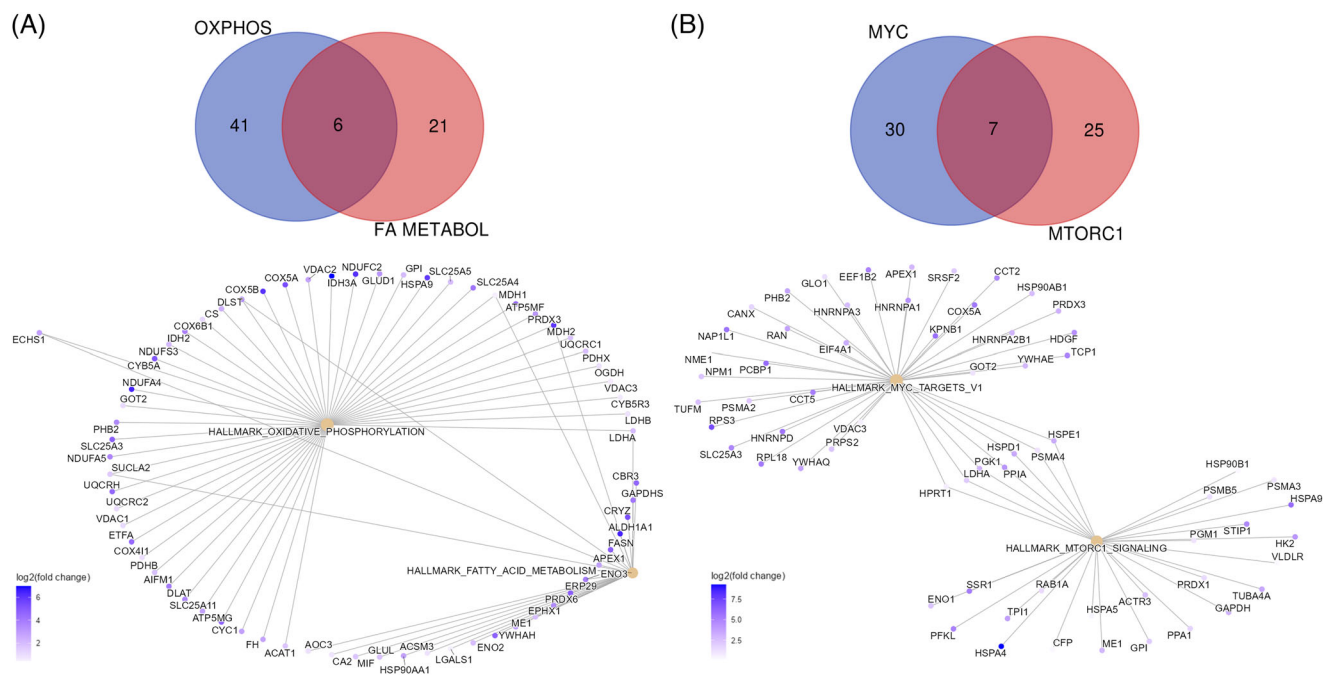 (A)
OXPHOS
41
6
21
FA METABOL
VDAC2
NDUFC2
GPI
COX5A
IDH3A
GLUD1
HSPA9
SLC25A5
SLC25A4
COX5B
DLST
MDH1
CS
ATP5MF
COX6B1
PRDX3
IDH2
MDH2
ECHS1
NDUFS3
UQCRC1
CYB5A
PDHX
NDUFA4
OGDH
GOT2
VDAC3
CYB5R3
PHB2
LDHB
HALLMARK_OXIDATIVE_PHOSPHORYLATION
LDHA
SLC25A3
NDUFA5
SUCLA2
CBR3
UQCRH
GAPDHS
UQCRC2
CRYZ
VDAC1
ALDH1A1
ETFA
FASN
COX4I1
APEX1
PDHB
HALLMARK_FATTY_ACID_METABOLISM
ENO3
AIFM1
ERP29
DLAT
PRDX6
SLC25A11
EPHX1
ATP5MG
ME1
CYC1
YWHAH
FH
ENO2
ACAT1
AOC3
GLUL
ACSM3
LGALS1
CA2
MIF
HSP90AA1
log2(fold change)
6
4
2
(B)
MYC
30
7
25
MTORC1
EEF1B2
APEX1
SRSF2
CCT2
GLO1
HSP90AB1
PHB2
HNRNPA3
HNRNPA1
COX5A
PRDX3
CANX
KPNB1
HNRNPA2B1
HDGF
NAP1L1
RAN
EIF4A1
TCP1
NME1
PCBP1
GOT2
YWHAE
NPM1
HALLMARK_MYC_TARGETS_V1
TUFM
PSMA2
CCT5
RPS3
VDAC3
HNRNPD
PRPS2
HSPE1
SLC25A3
RPL18
YWHAQ
HSPD1
PSMA4
PGK1
PPIA
LDHA
HSP90B1
HPRT1
PSMB5
PSMA3
HSPA9
STIP1
PGM1
HK2
HALLMARK_MTORC1_SIGNALING
VLDLR
SSR1
RAB1A
PRDX1
ENO1
TUBA4A
TPI1
HSPA5
ACTR3
GAPDH
PFKL
CFP
ME1
GPI
PPA1
HSPA4
log2(fold change)
7.5
5.0
2.5